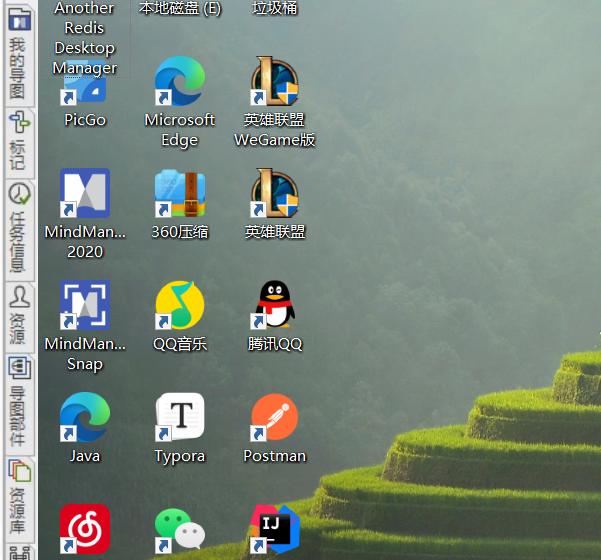 我的导图
标记
任务信息
资源
导图部件
资源库
Another
Redis
Desktop
Manager
本地磁盘 (E)
垃圾桶
PicGo
Microsoft
Edge
英雄联盟
WeGame版
MindMan...
2020
360压缩
英雄联盟
MindMan...
Snap
QQ音乐
腾讯QQ
Java
T
Typora
Postman
IJ